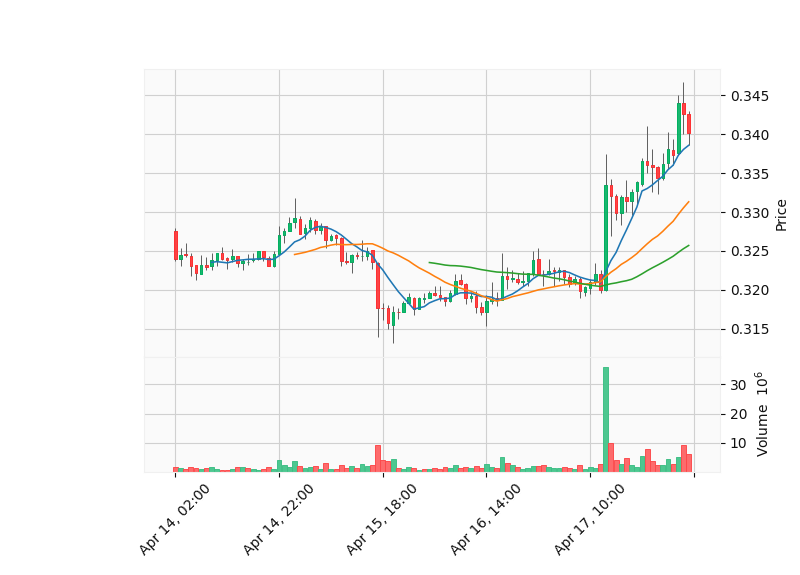 0.345
0.340
0.335
0.330
0.325
0.320
0.315
Price
30
20
10
Volume 10⁶
Apr 14, 02:00
Apr 14, 22:00
Apr 15, 18:00
Apr 16, 14:00
Apr 17, 10:00